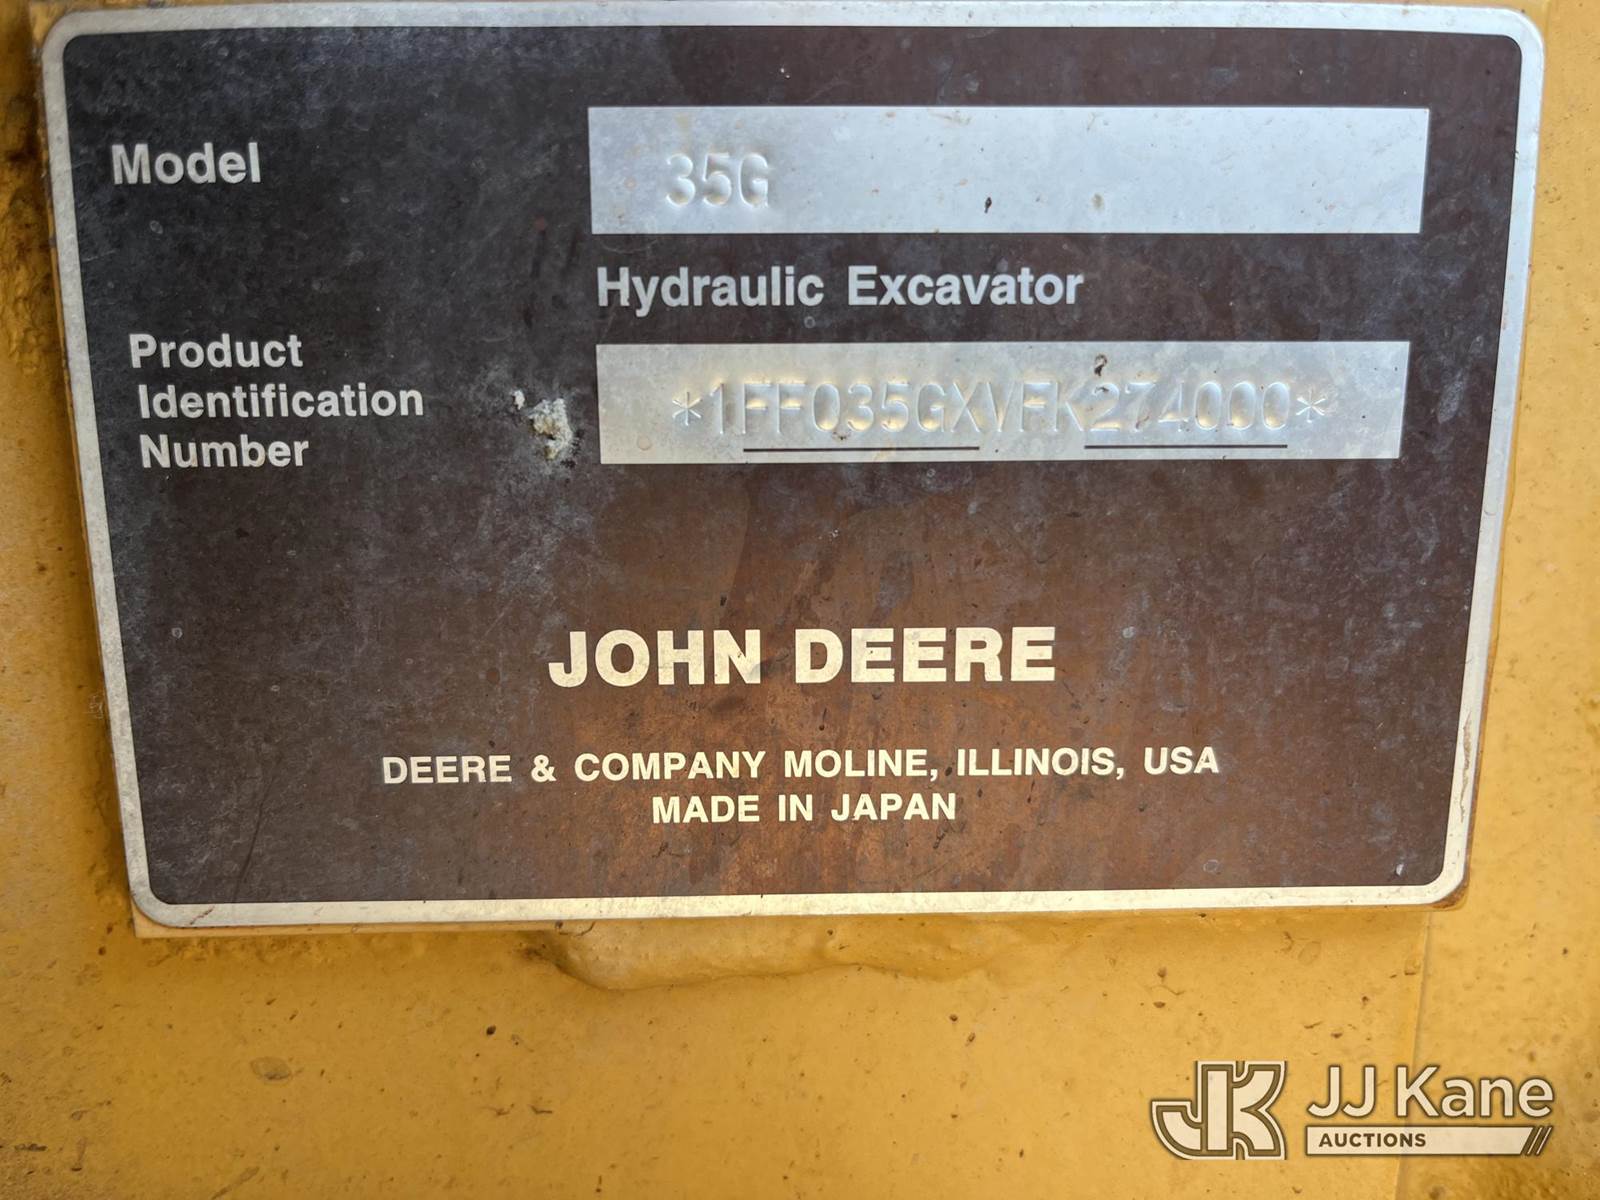 Model 35G
Hydraulic Excavator
Product
Identification
Number
*1FF035GXVFK274000*
JOHN DEERE
DEERE & COMPANY MOLINE, ILLINOIS, USA
MADE IN JAPAN
JK JJ Kane
AUCTIONS